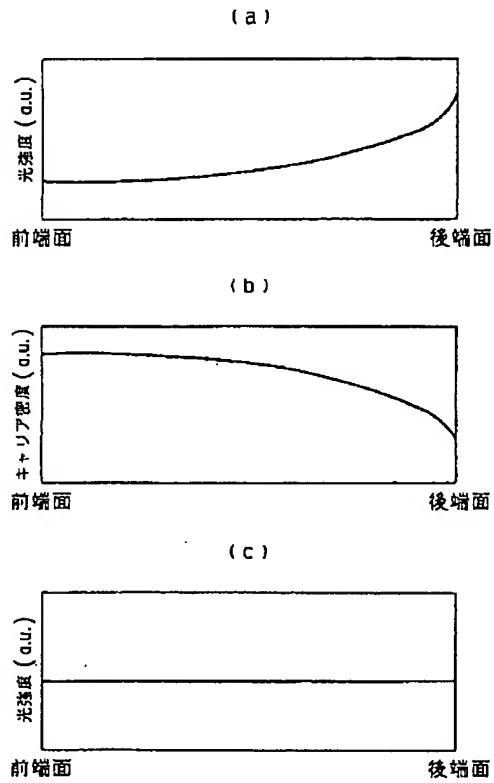 (a)
光強度 (a.u.)
前端面
後端面
(b)
キャリア密度 (a.u.)
前端面
後端面
(c)
光強度 (a.u.)
前端面
後端面